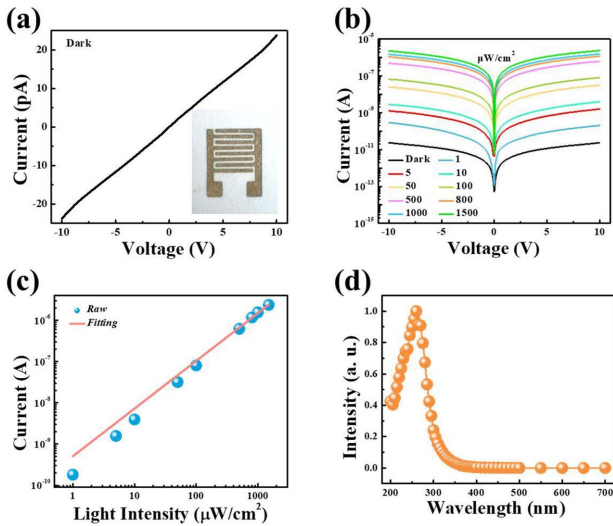 (a)
Dark
Current (pA)
20
10
0
-10
-20
-10 -5 0 5 10
Voltage (V)
(b)
µW/cm²
Current (A)
10⁻⁵
10⁻⁷
10⁻⁹
10⁻¹¹
10⁻¹³
10⁻¹⁵
Dark 1
5 10
50 100
500 800
1000 1500
-10 -5 0 5 10
Voltage (V)
(c)
Raw
Fitting
Current (A)
10⁻⁶
10⁻⁷
10⁻⁸
10⁻⁹
10⁻¹⁰
1 10 100 1000
Light Intensity (µW/cm²)
(d)
Intensity (a. u.)
1.0
0.8
0.6
0.4
0.2
0.0
200 300 400 500 600 700
Wavelength (nm)